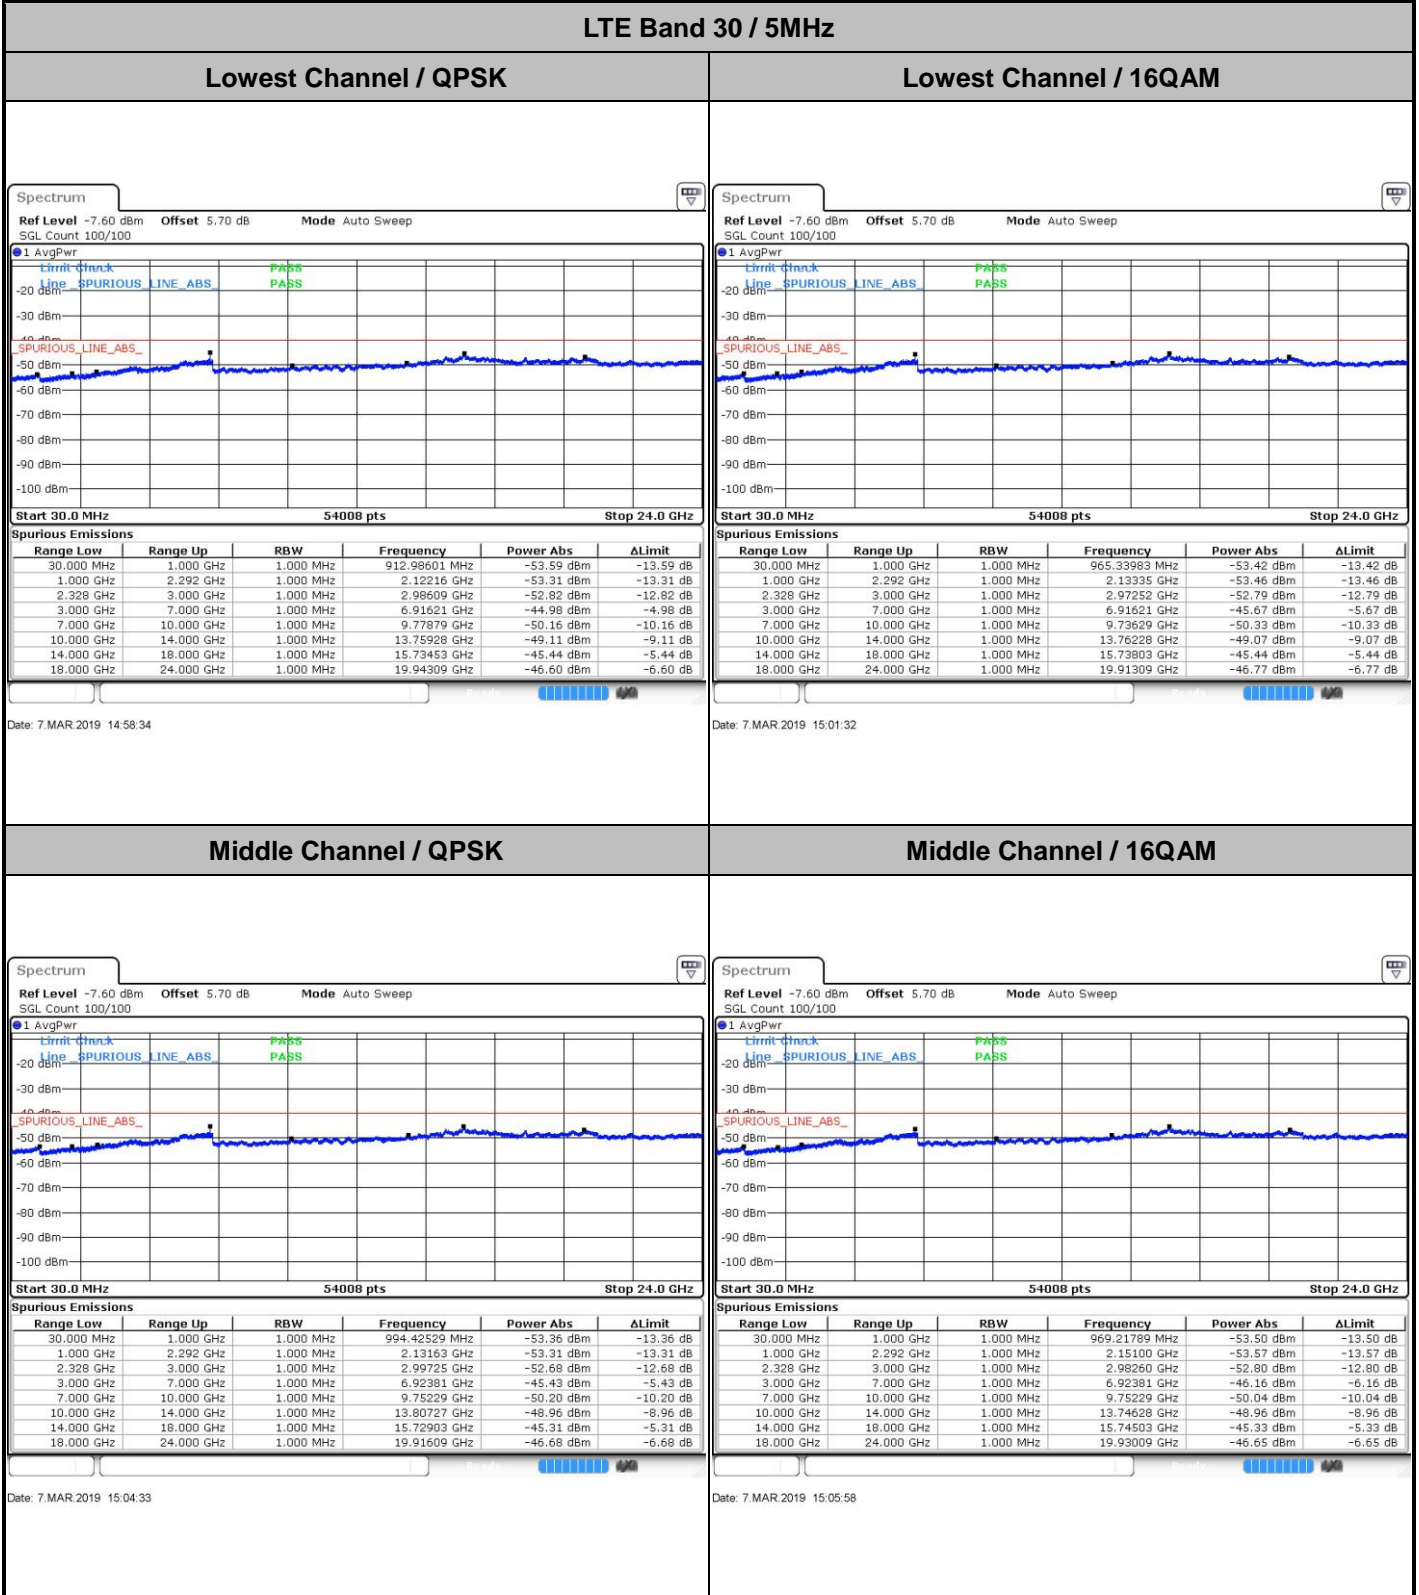 LTE Band 30 / 5MHz
Lowest Channel / QPSK
Lowest Channel / 16QAM
Spectrum
Ref Level -7.60 dBm Offset 5.70 dB Mode Auto Sweep
SGL Count 100/100
1 AvgPwr
Limit Check PASS
Line _SPURIOUS_LINE_ABS_ PASS
-20 dBm
-30 dBm
-40 dBm
_SPURIOUS_LINE_ABS_
-50 dBm
-60 dBm
-70 dBm
-80 dBm
-90 dBm
-100 dBm
Start 30.0 MHz 54008 pts Stop 24.0 GHz
Spurious Emissions
Range Low Range Up RBW Frequency Power Abs ΔLimit
30.000 MHz 1.000 GHz 1.000 MHz 912.98601 MHz -53.59 dBm -13.59 dB
1.000 GHz 2.292 GHz 1.000 MHz 2.12216 GHz -53.31 dBm -13.31 dB
2.328 GHz 3.000 GHz 1.000 MHz 2.98609 GHz -52.82 dBm -12.82 dB
3.000 GHz 7.000 GHz 1.000 MHz 6.91621 GHz -44.98 dBm -4.98 dB
7.000 GHz 10.000 GHz 1.000 MHz 9.77879 GHz -50.16 dBm -10.16 dB
10.000 GHz 14.000 GHz 1.000 MHz 13.75928 GHz -49.11 dBm -9.11 dB
14.000 GHz 18.000 GHz 1.000 MHz 15.73453 GHz -45.44 dBm -5.44 dB
18.000 GHz 24.000 GHz 1.000 MHz 19.94309 GHz -46.60 dBm -6.60 dB
Date: 7.MAR.2019 14:58:34
Spectrum
Ref Level -7.60 dBm Offset 5.70 dB Mode Auto Sweep
SGL Count 100/100
1 AvgPwr
Limit Check PASS
Line _SPURIOUS_LINE_ABS_ PASS
-20 dBm
-30 dBm
-40 dBm
_SPURIOUS_LINE_ABS_
-50 dBm
-60 dBm
-70 dBm
-80 dBm
-90 dBm
-100 dBm
Start 30.0 MHz 54008 pts Stop 24.0 GHz
Spurious Emissions
Range Low Range Up RBW Frequency Power Abs ΔLimit
30.000 MHz 1.000 GHz 1.000 MHz 965.33983 MHz -53.42 dBm -13.42 dB
1.000 GHz 2.292 GHz 1.000 MHz 2.13335 GHz -53.46 dBm -13.46 dB
2.328 GHz 3.000 GHz 1.000 MHz 2.97252 GHz -52.79 dBm -12.79 dB
3.000 GHz 7.000 GHz 1.000 MHz 6.91621 GHz -45.67 dBm -5.67 dB
7.000 GHz 10.000 GHz 1.000 MHz 9.73629 GHz -50.33 dBm -10.33 dB
10.000 GHz 14.000 GHz 1.000 MHz 13.76228 GHz -49.07 dBm -9.07 dB
14.000 GHz 18.000 GHz 1.000 MHz 15.73803 GHz -45.44 dBm -5.44 dB
18.000 GHz 24.000 GHz 1.000 MHz 19.91309 GHz -46.77 dBm -6.77 dB
Date: 7.MAR.2019 15:01:32
Middle Channel / QPSK
Middle Channel / 16QAM
Spectrum
Ref Level -7.60 dBm Offset 5.70 dB Mode Auto Sweep
SGL Count 100/100
1 AvgPwr
Limit Check PASS
Line _SPURIOUS_LINE_ABS_ PASS
-20 dBm
-30 dBm
-40 dBm
_SPURIOUS_LINE_ABS_
-50 dBm
-60 dBm
-70 dBm
-80 dBm
-90 dBm
-100 dBm
Start 30.0 MHz 54008 pts Stop 24.0 GHz
Spurious Emissions
Range Low Range Up RBW Frequency Power Abs ΔLimit
30.000 MHz 1.000 GHz 1.000 MHz 994.42529 MHz -53.36 dBm -13.36 dB
1.000 GHz 2.292 GHz 1.000 MHz 2.13163 GHz -53.31 dBm -13.31 dB
2.328 GHz 3.000 GHz 1.000 MHz 2.99725 GHz -52.68 dBm -12.68 dB
3.000 GHz 7.000 GHz 1.000 MHz 6.92381 GHz -45.43 dBm -5.43 dB
7.000 GHz 10.000 GHz 1.000 MHz 9.75229 GHz -50.20 dBm -10.20 dB
10.000 GHz 14.000 GHz 1.000 MHz 13.80727 GHz -48.96 dBm -8.96 dB
14.000 GHz 18.000 GHz 1.000 MHz 15.72903 GHz -45.31 dBm -5.31 dB
18.000 GHz 24.000 GHz 1.000 MHz 19.91609 GHz -46.68 dBm -6.68 dB
Date: 7.MAR.2019 15:04:33
Spectrum
Ref Level -7.60 dBm Offset 5.70 dB Mode Auto Sweep
SGL Count 100/100
1 AvgPwr
Limit Check PASS
Line _SPURIOUS_LINE_ABS_ PASS
-20 dBm
-30 dBm
-40 dBm
_SPURIOUS_LINE_ABS_
-50 dBm
-60 dBm
-70 dBm
-80 dBm
-90 dBm
-100 dBm
Start 30.0 MHz 54008 pts Stop 24.0 GHz
Spurious Emissions
Range Low Range Up RBW Frequency Power Abs ΔLimit
30.000 MHz 1.000 GHz 1.000 MHz 969.21789 MHz -53.50 dBm -13.50 dB
1.000 GHz 2.292 GHz 1.000 MHz 2.15100 GHz -53.57 dBm -13.57 dB
2.328 GHz 3.000 GHz 1.000 MHz 2.98260 GHz -52.80 dBm -12.80 dB
3.000 GHz 7.000 GHz 1.000 MHz 6.92381 GHz -46.16 dBm -6.16 dB
7.000 GHz 10.000 GHz 1.000 MHz 9.75229 GHz -50.04 dBm -10.04 dB
10.000 GHz 14.000 GHz 1.000 MHz 13.74628 GHz -48.96 dBm -8.96 dB
14.000 GHz 18.000 GHz 1.000 MHz 15.74503 GHz -45.33 dBm -5.33 dB
18.000 GHz 24.000 GHz 1.000 MHz 19.93009 GHz -46.65 dBm -6.65 dB
Date: 7.MAR.2019 15:05:58